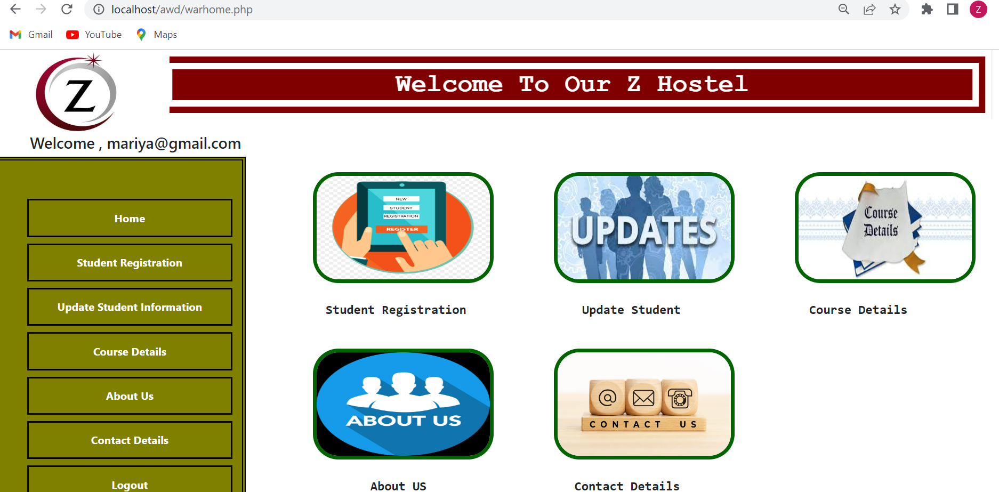 localhost/awd/warhome.php
Z
Gmail YouTube Maps
Z
Welcome To Our Z Hostel
Welcome , mariya@gmail.com
Home
Student Registration
Update Student Information
Course Details
About Us
Contact Details
Logout
NEW
STUDENT
REGISTRATION
REGISTER
UPDATES
Course
Details
Student Registration
Update Student
Course Details
ABOUT US
@
CONTACT US
About US
Contact Details